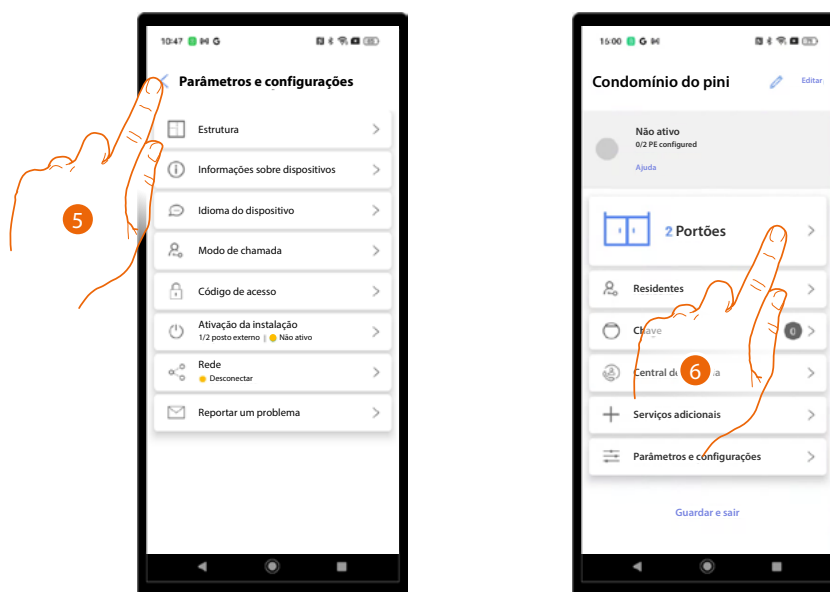 10:47 G
Parâmetros e configurações
Estrutura
Informações sobre dispositivos
Idioma do dispositivo
Modo de chamada
Código de acesso
Ativação da instalação
1/2 posto externo | Não ativo
Rede
Desconectar
Reportar um problema
5
15:00 G
Condomínio do pini
Editar
Não ativo
0/2 PE configured
Ajuda
2 Portões
Residentes
Chave
0
Central de
6
Serviços adicionais
Parâmetros e configurações
Guardar e sair